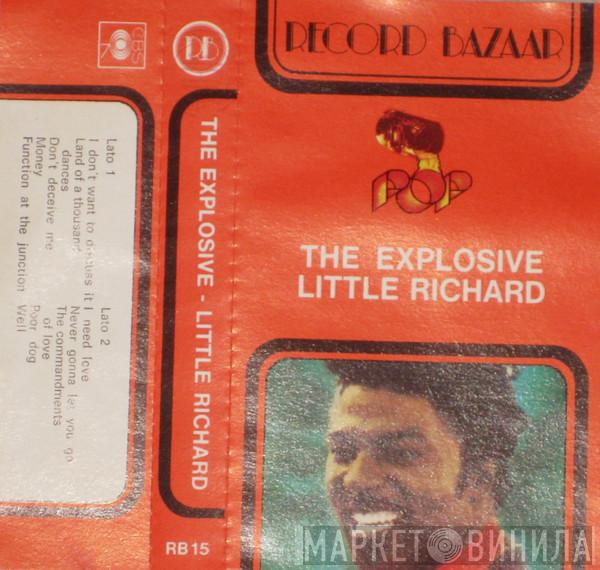 RECORD BAZAAR
POP
THE EXPLOSIVE
LITTLE RICHARD
CBS
RB
THE EXPLOSIVE - LITTLE RICHARD
RB 15
Lato 1
I don't want to discuss it
Land of a thousand
dances
Don't deceive me
Money
Function at the junction
Lato 2
I need love
Never gonna let you go
The commandments
of love
Poor dog
Well
МАРКЕТ ВИНИЛА